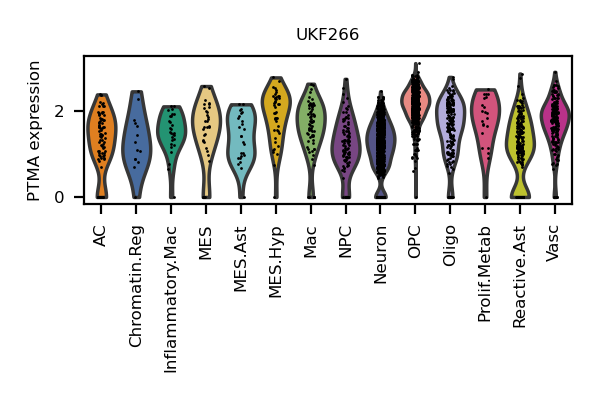 UKF266
PTMA expression
2
0
AC
Chromatin.Reg
Inflammatory.Mac
MES
MES.Ast
MES.Hyp
Mac
NPC
Neuron
OPC
Oligo
Prolif.Metab
Reactive.Ast
Vasc